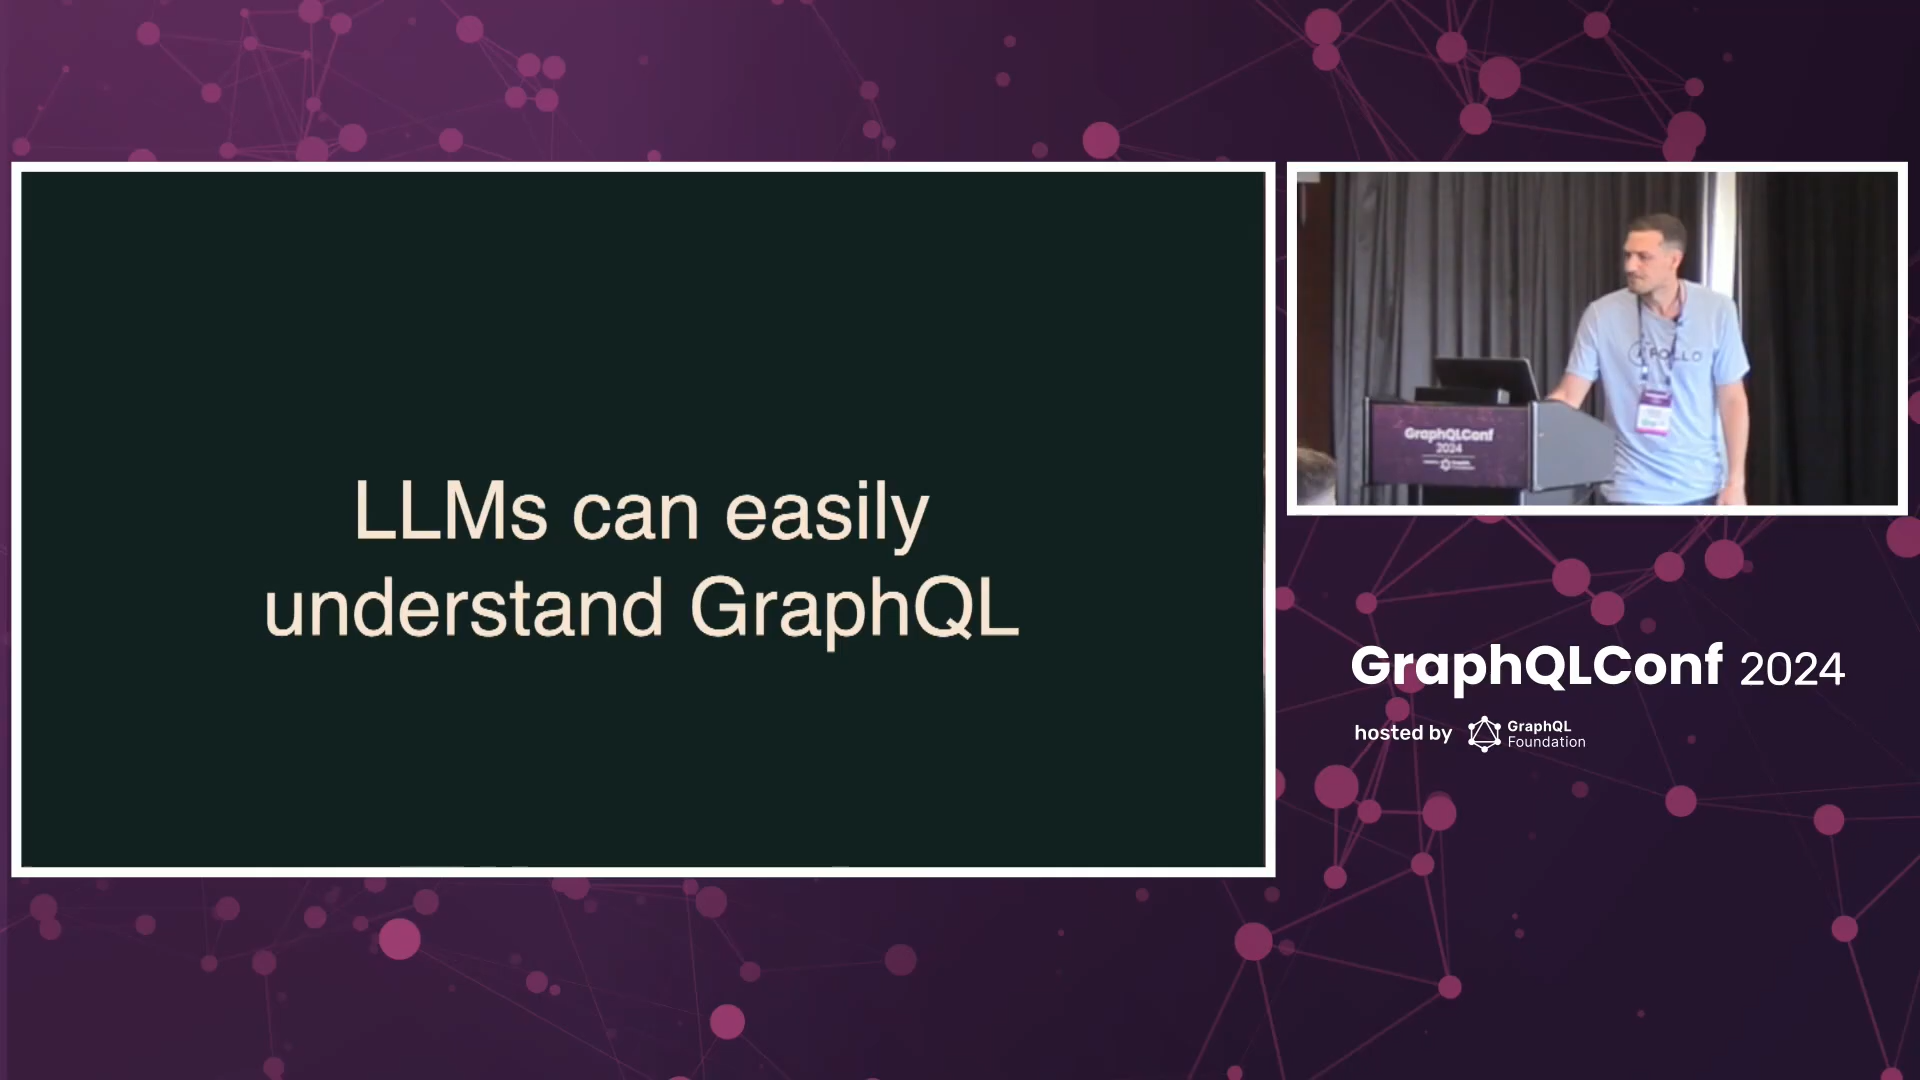 LLMs can easily
understand GraphQL
GraphQLConf
2024
GraphQLConf 2024
hosted by GraphQL
Foundation